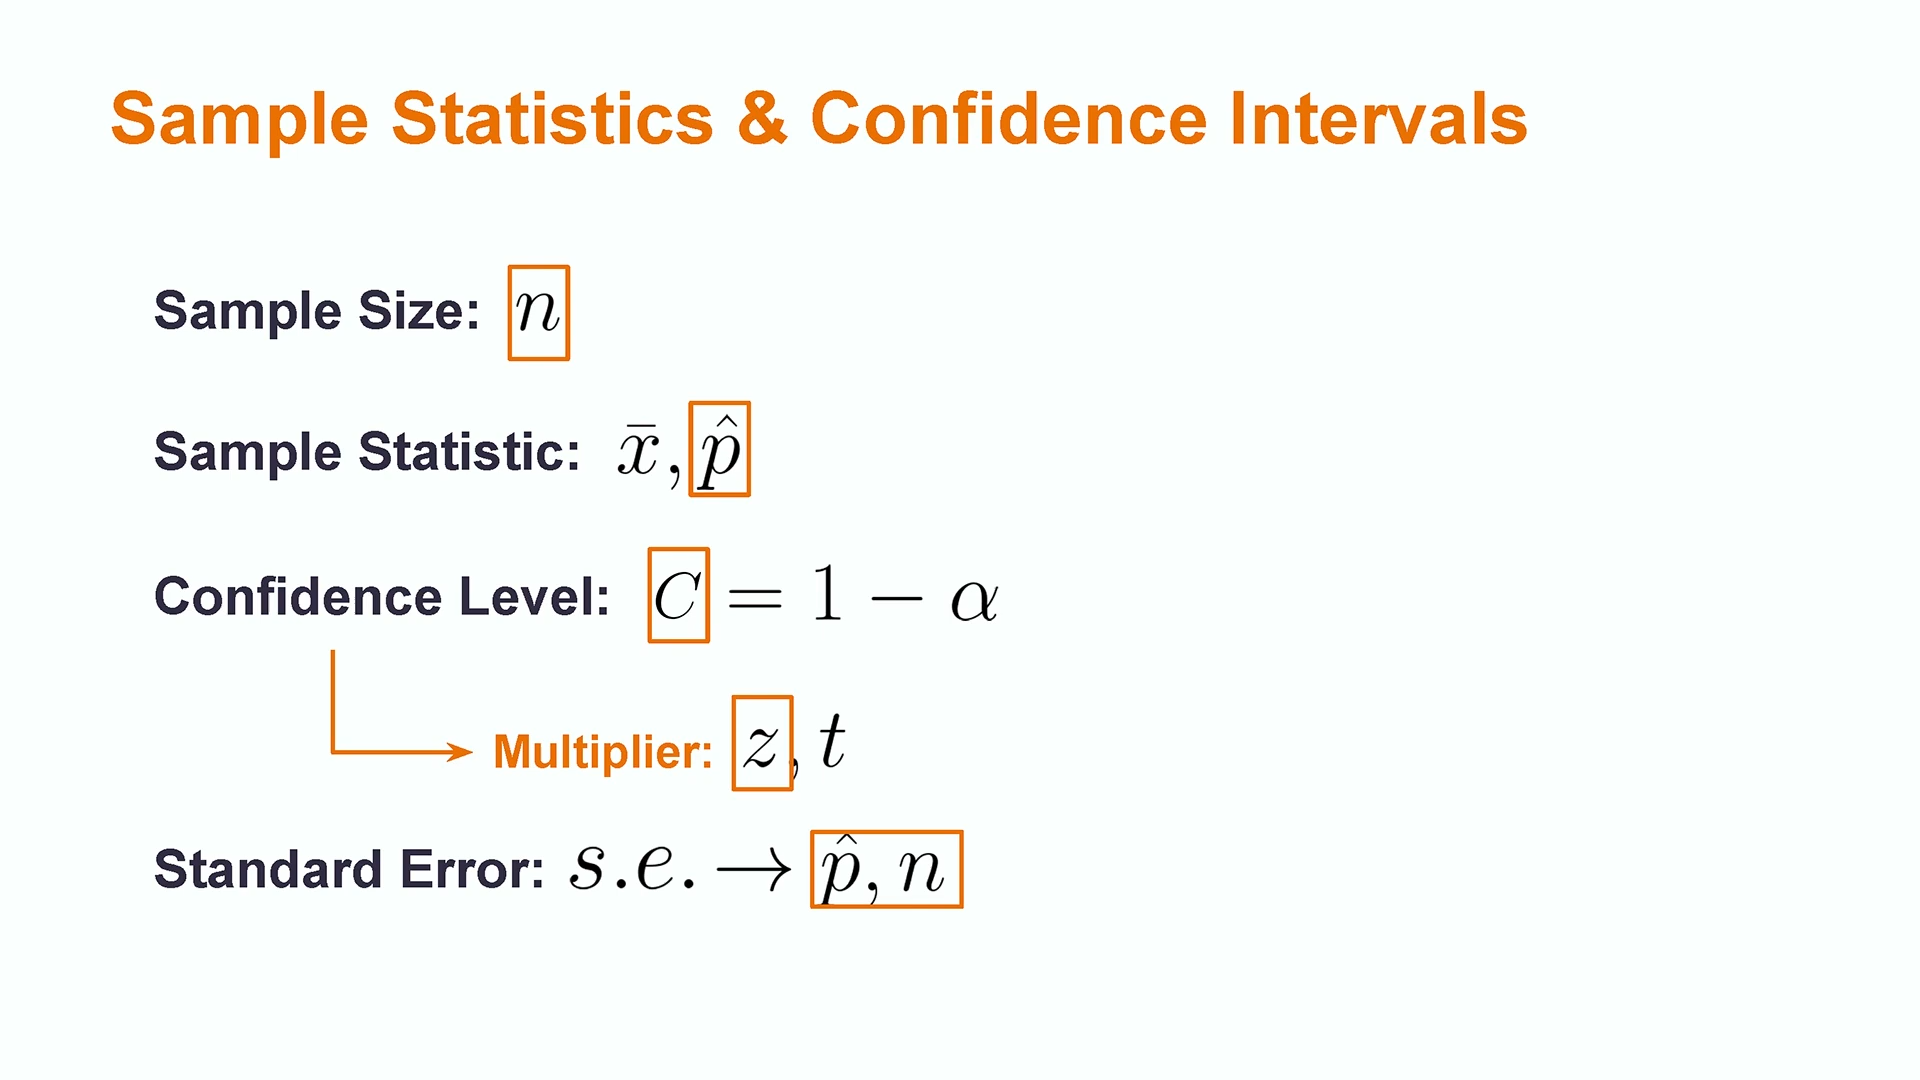 Sample Statistics & Confidence Intervals
Sample Size: n
Sample Statistic: x̄, p̂
Confidence Level: C = 1 − α
Multiplier: z, t
Standard Error: s.e. → p̂, n